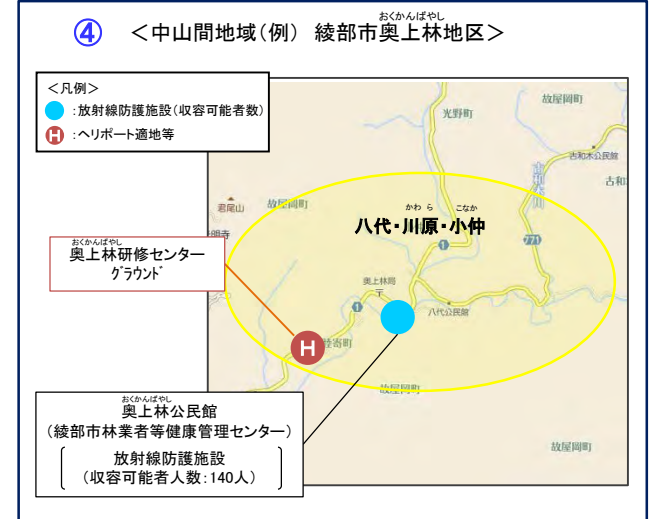 ④ <中山間地域(例) 綾部市奥上林地区>
おくかんばやし
<凡例>
:放射線防護施設(収容可能者数)
H :ヘリポート適地等
故屋岡町
光野町
古和木公民館
古和木川
古和
君尾山
故屋岡町
かわら こなか
八代・川原・小仲
1
771
おくかんばやし
奥上林研修センター
グラウンド
奥上林局
〒
1
八代公民館
H
睦寄町
故屋岡町
おくかんばやし
奥上林公民館
(綾部市林業者等健康管理センター)
放射線防護施設
(収容可能者人数:140人)
故屋岡町